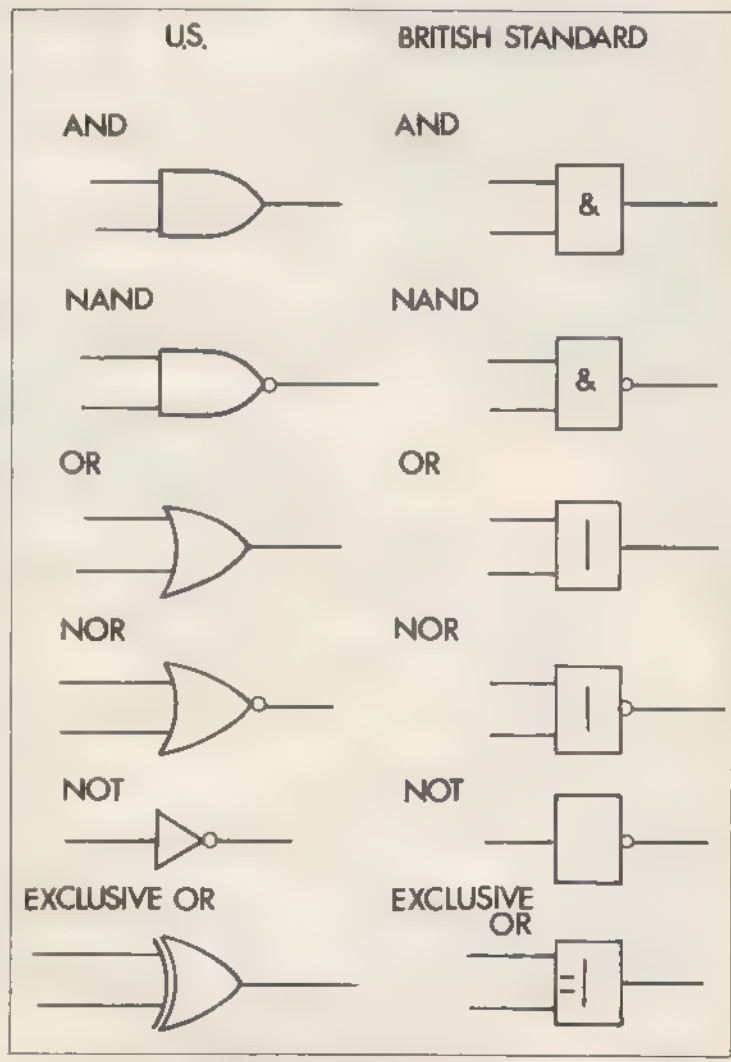 U.S. BRITISH STANDARD
AND AND
&
NAND NAND
&
OR OR
|
NOR NOR
|
NOT NOT
EXCLUSIVE OR EXCLUSIVE
OR
=|